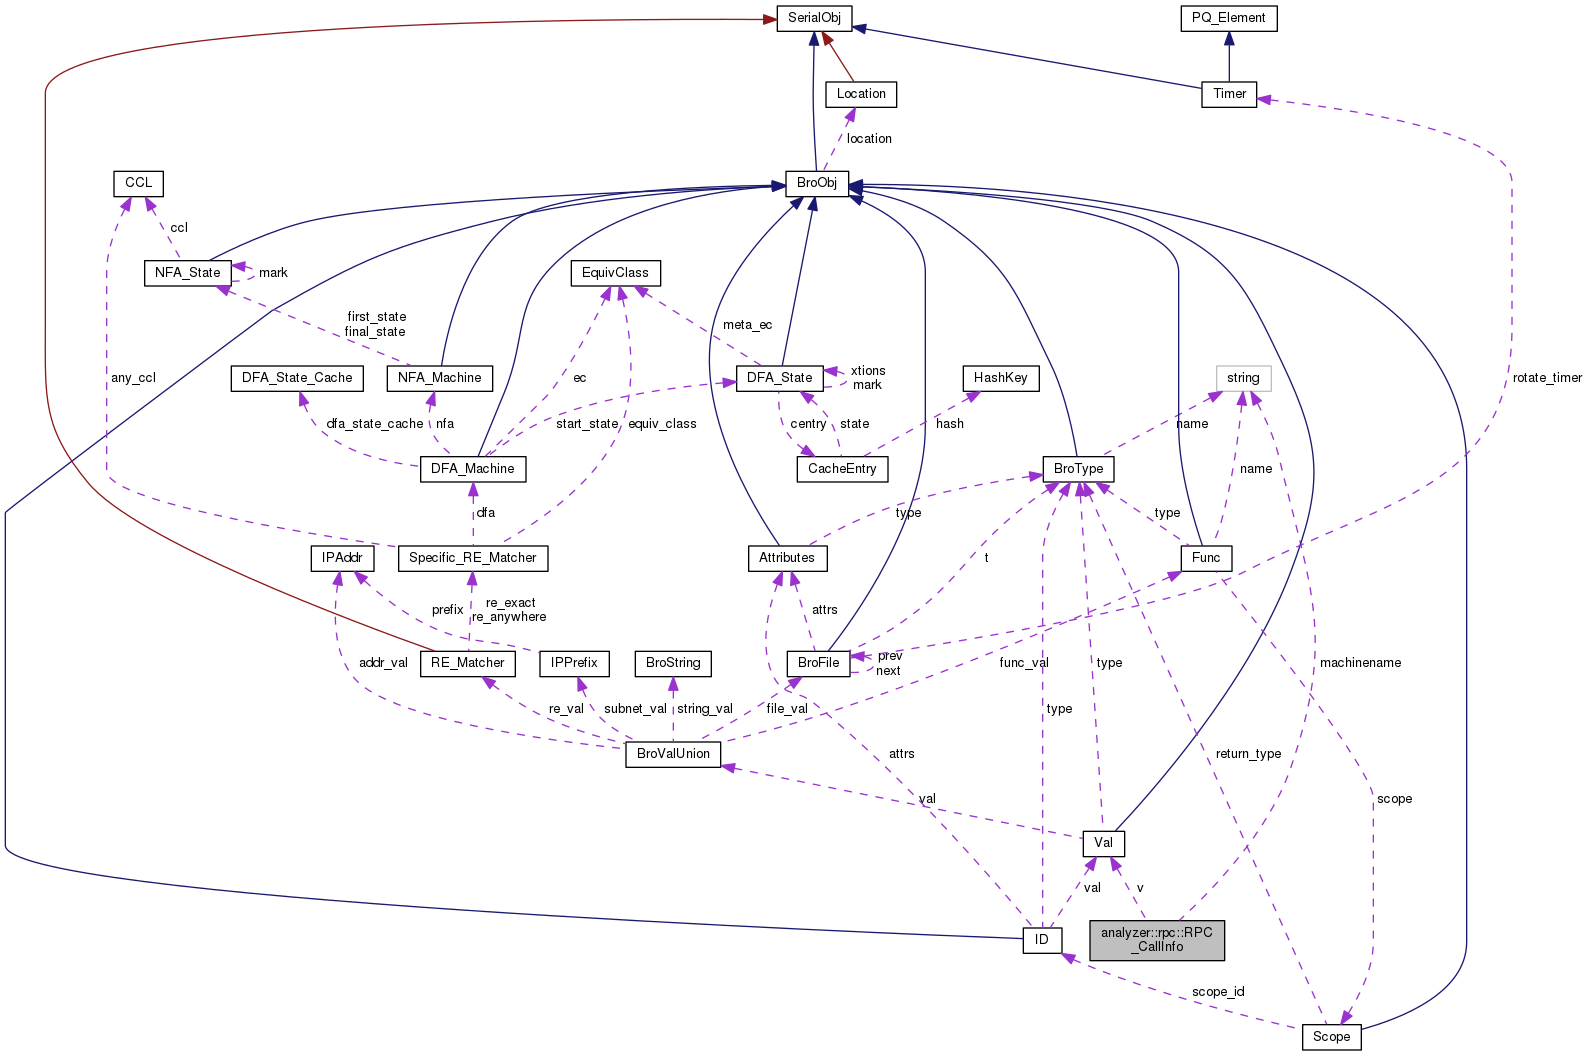 SerialObj
PQ_Element
Location
Timer
location
CCL
BroObj
ccl
NFA_State
mark
EquivClass
first_state
final_state
meta_ec
any_ccl
DFA_State_Cache
NFA_Machine
ec
DFA_State
xtions
mark
HashKey
string
rotate_timer
dfa_state_cache
nfa
start_state
equiv_class
centry
state
hash
name
DFA_Machine
CacheEntry
BroType
name
dfa
type
type
IPAddr
Specific_RE_Matcher
Attributes
t
Func
prefix
re_exact
re_anywhere
attrs
addr_val
RE_Matcher
IPPrefix
BroString
BroFile
prev
next
func_val
type
machinename
re_val
subnet_val
string_val
file_val
type
BroValUnion
attrs
return_type
val
scope
Val
val
v
ID
analyzer::rpc::RPC
_CallInfo
scope_id
Scope